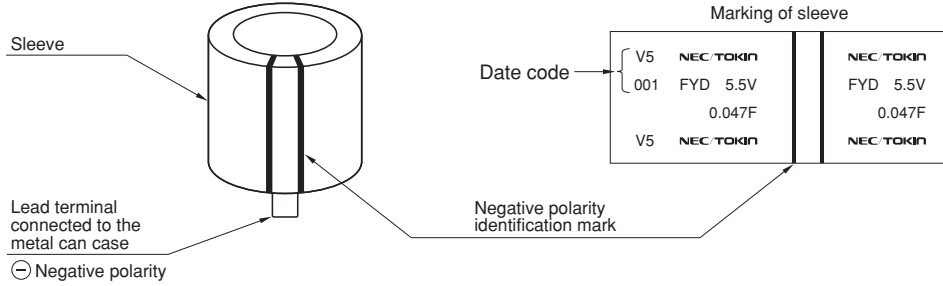 Marking of sleeve
Sleeve
Date code
V5 NEC/TOKIN NEC/TOKIN
001 FYD 5.5V FYD 5.5V
0.047F 0.047F
V5 NEC/TOKIN NEC/TOKIN
Lead terminal
connected to the
metal can case
⊖ Negative polarity
Negative polarity
identification mark